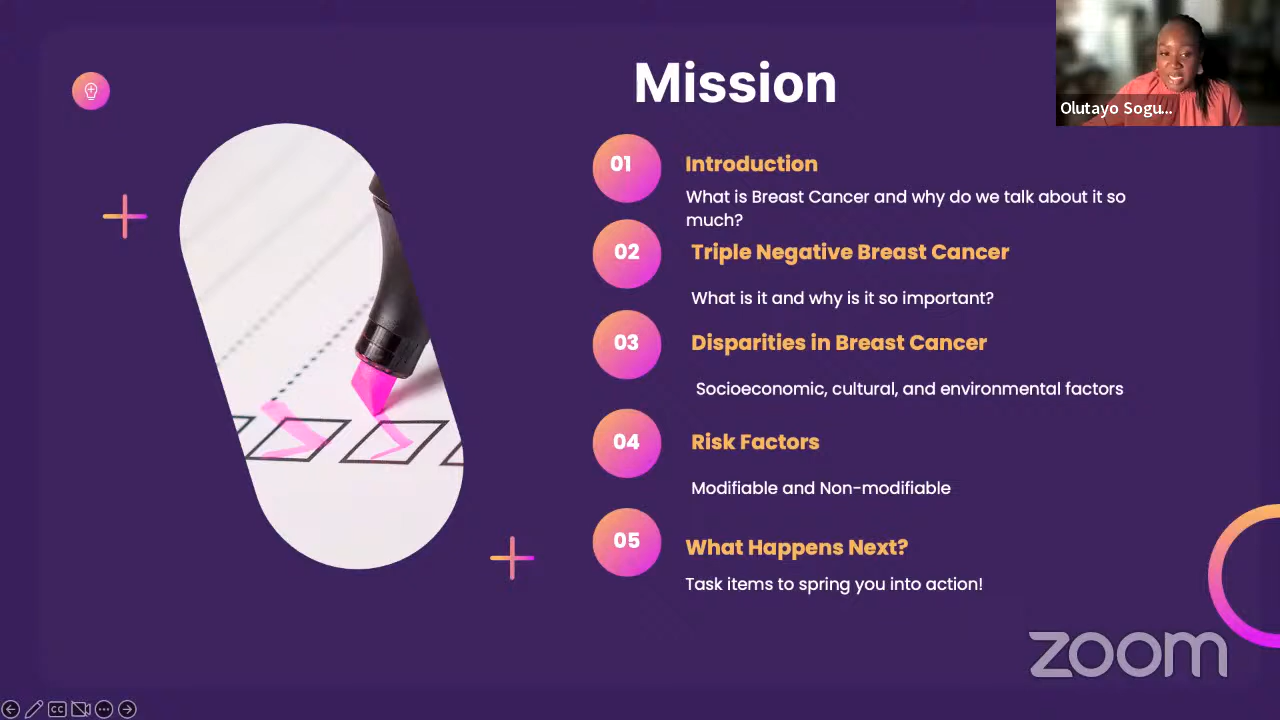 Mission
Olutayo Sogu...
01
Introduction
What is Breast Cancer and why do we talk about it so
much?
02
Triple Negative Breast Cancer
What is it and why is it so important?
03
Disparities in Breast Cancer
Socioeconomic, cultural, and environmental factors
04
Risk Factors
Modifiable and Non-modifiable
05
What Happens Next?
Task items to spring you into action!
zoom
CC